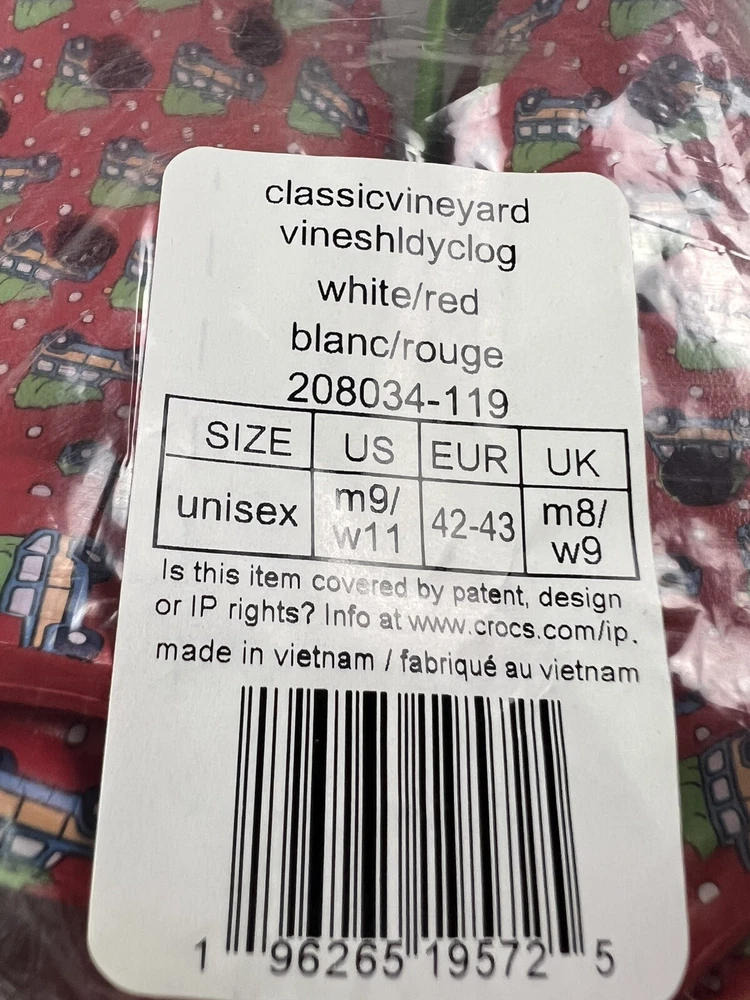 classicvineyard
vineshldyclog
white/red
blanc/rouge
208034-119
SIZE US EUR UK
unisex m9/ w11 42-43 m8/ w9
Is this item covered by patent, design
or IP rights? Info at www.crocs.com/ip.
made in vietnam / fabriqué au vietnam
1 96265 19572 5